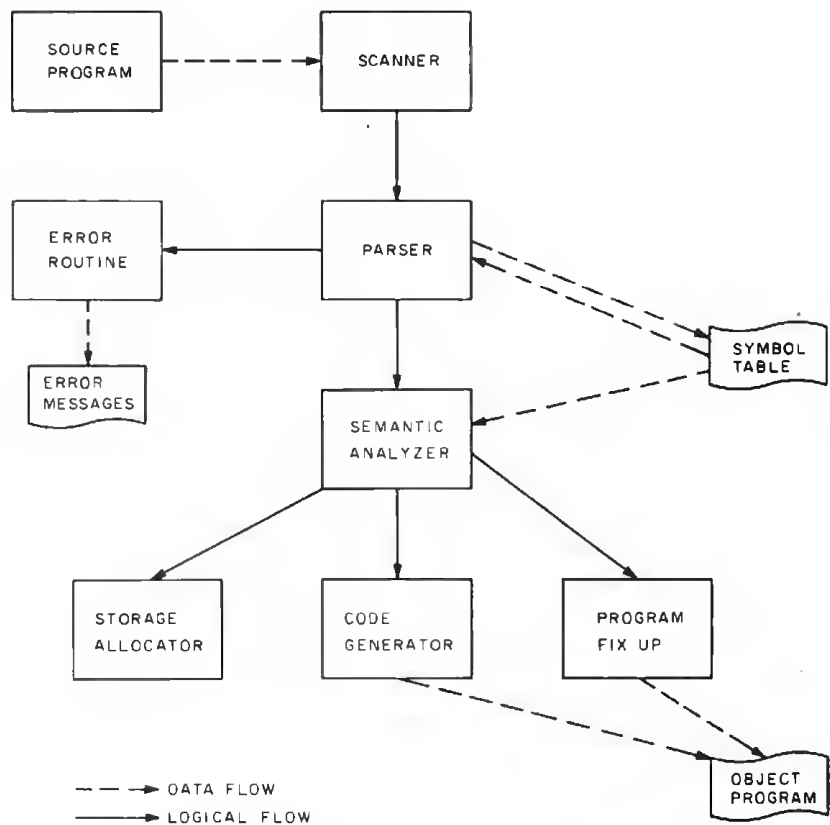 SOURCE
PROGRAM
SCANNER
ERROR
ROUTINE
PARSER
SYMBOL
TABLE
ERROR
MESSAGES
SEMANTIC
ANALYZER
STORAGE
ALLOCATOR
CODE
GENERATOR
PROGRAM
FIX UP
OBJECT
PROGRAM
DATA FLOW
LOGICAL FLOW